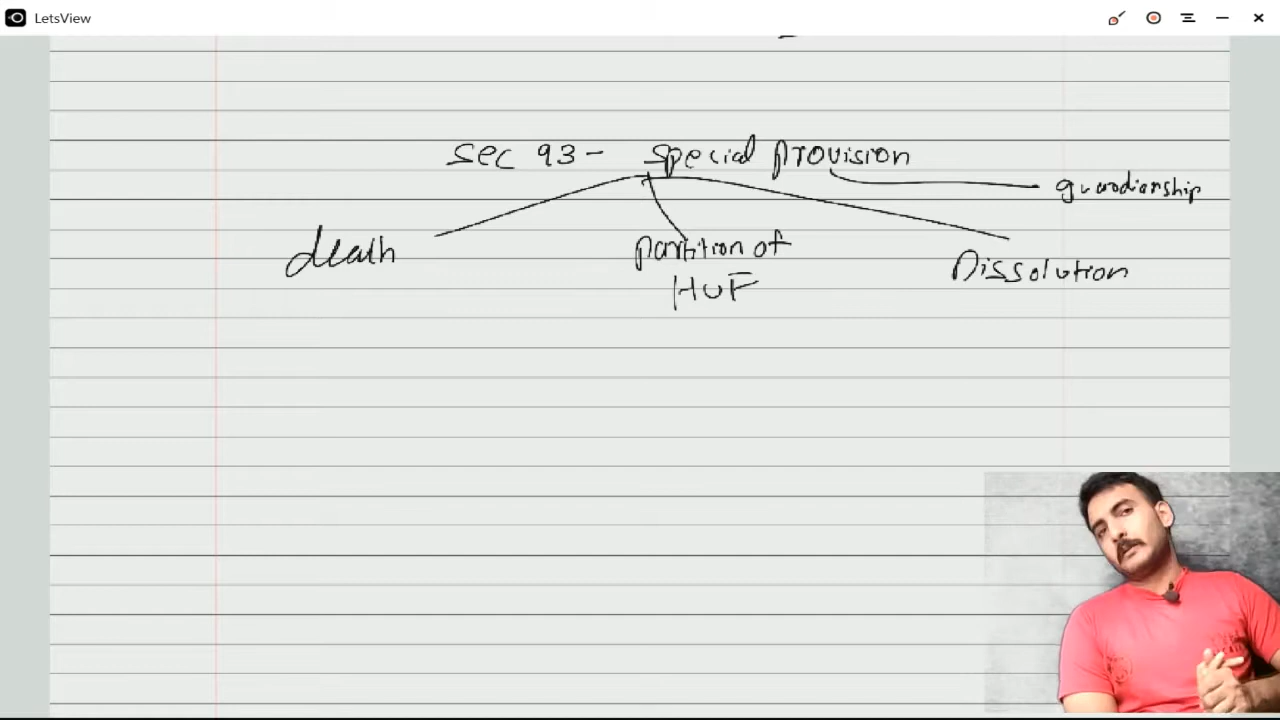 LetsView
Sec 93 - Special provision
guardianship
death
partition of
HUF
Dissolution